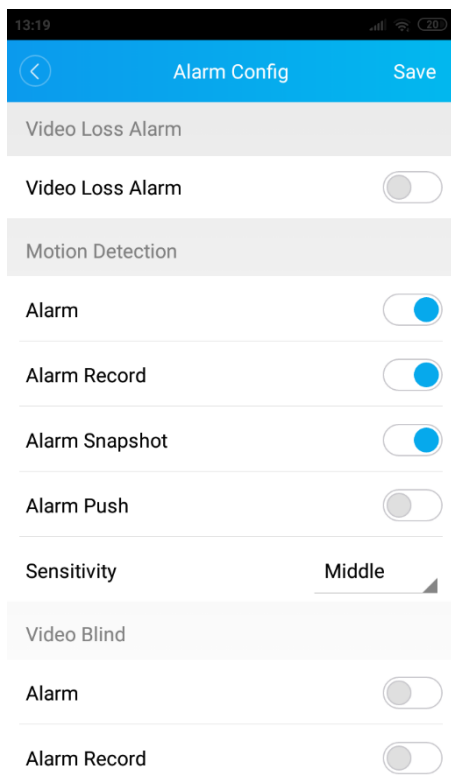 13:19
20
Alarm Config
Save
Video Loss Alarm
Video Loss Alarm
Motion Detection
Alarm
Alarm Record
Alarm Snapshot
Alarm Push
Sensitivity
Middle
Video Blind
Alarm
Alarm Record